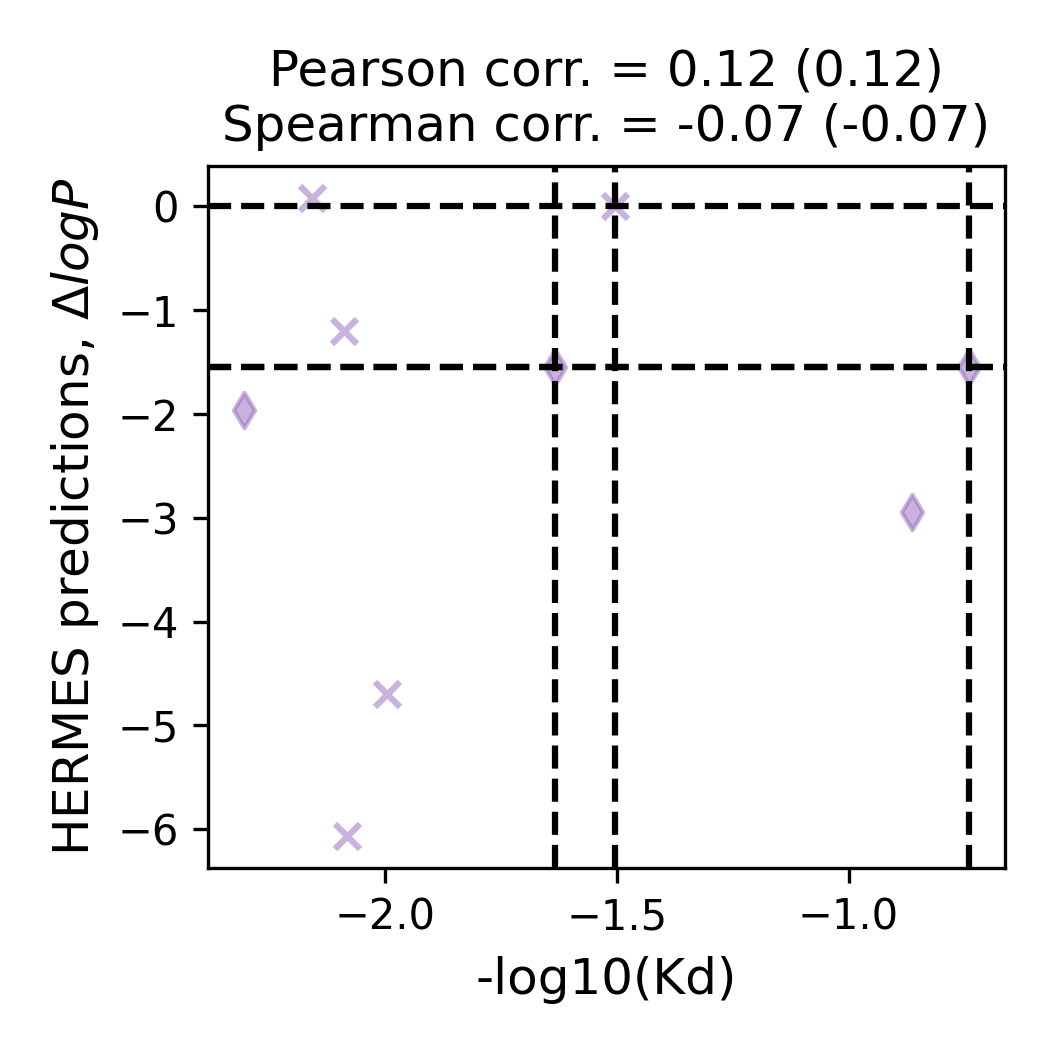 Pearson corr. = 0.12 (0.12)
Spearman corr. = -0.07 (-0.07)
HERMES predictions, ΔlogP
0
−1
−2
−3
−4
−5
−6
−2.0
−1.5
−1.0
-log10(Kd)